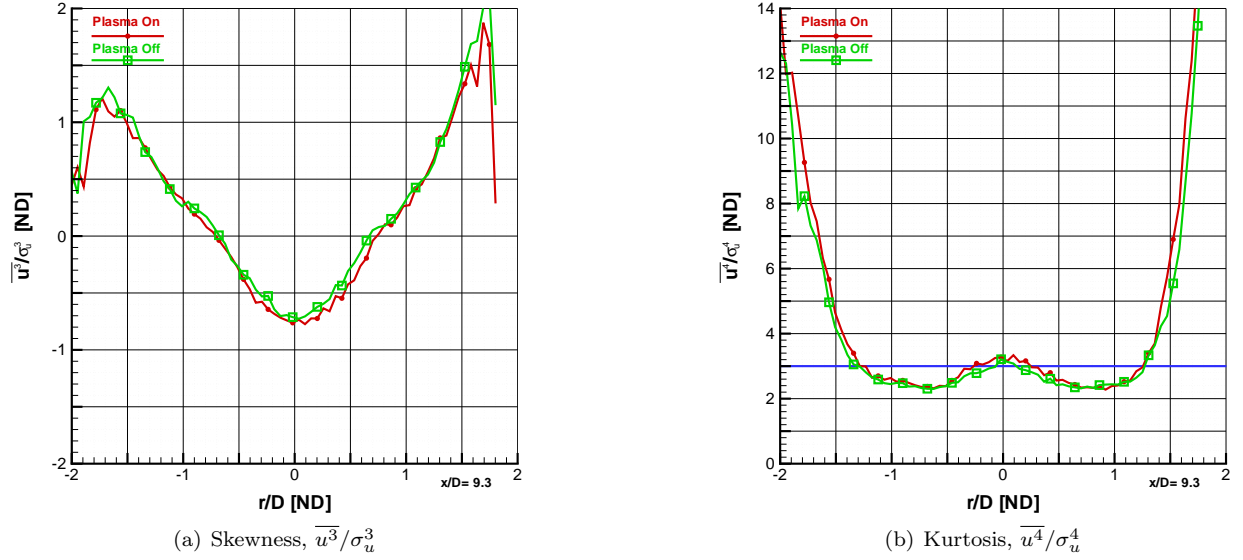 Plasma On
Plasma Off
2
1
0
-1
-2
-2
-1
0
1
2
u³/σᵤ³ [ND]
r/D [ND]
x/D= 9.3
(a) Skewness, u³/σᵤ³
Plasma On
Plasma Off
14
12
10
8
6
4
2
0
-2
-1
0
1
2
u⁴/σᵤ⁴ [ND]
r/D [ND]
x/D= 9.3
(b) Kurtosis, u⁴/σᵤ⁴